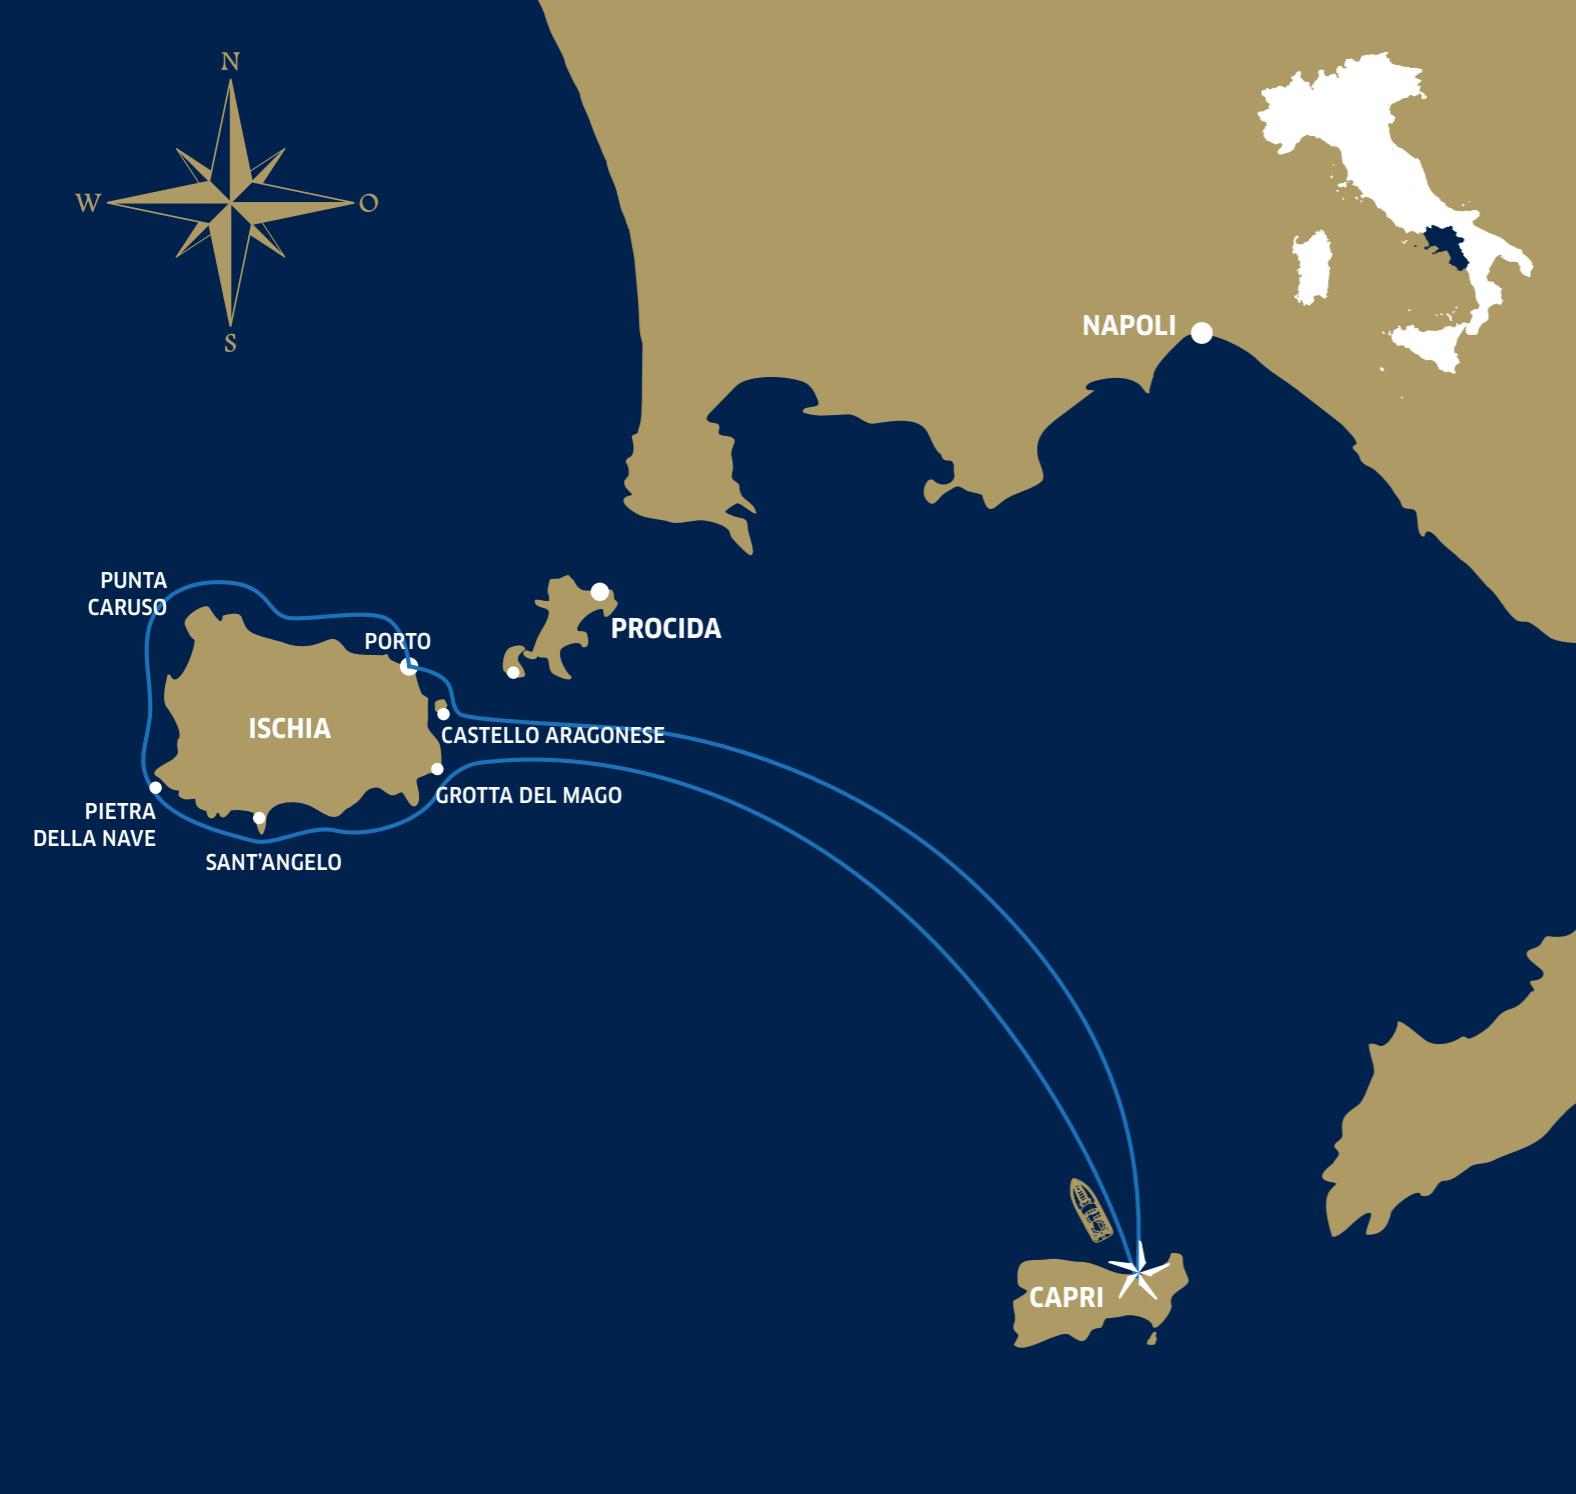 N
W
O
S
NAPOLI
PUNTA
CARUSO
PORTO
PROCIDA
ISCHIA
CASTELLO ARAGONESE
GROTTA DEL MAGO
PIETRA
DELLA NAVE
SANT'ANGELO
CAPRI